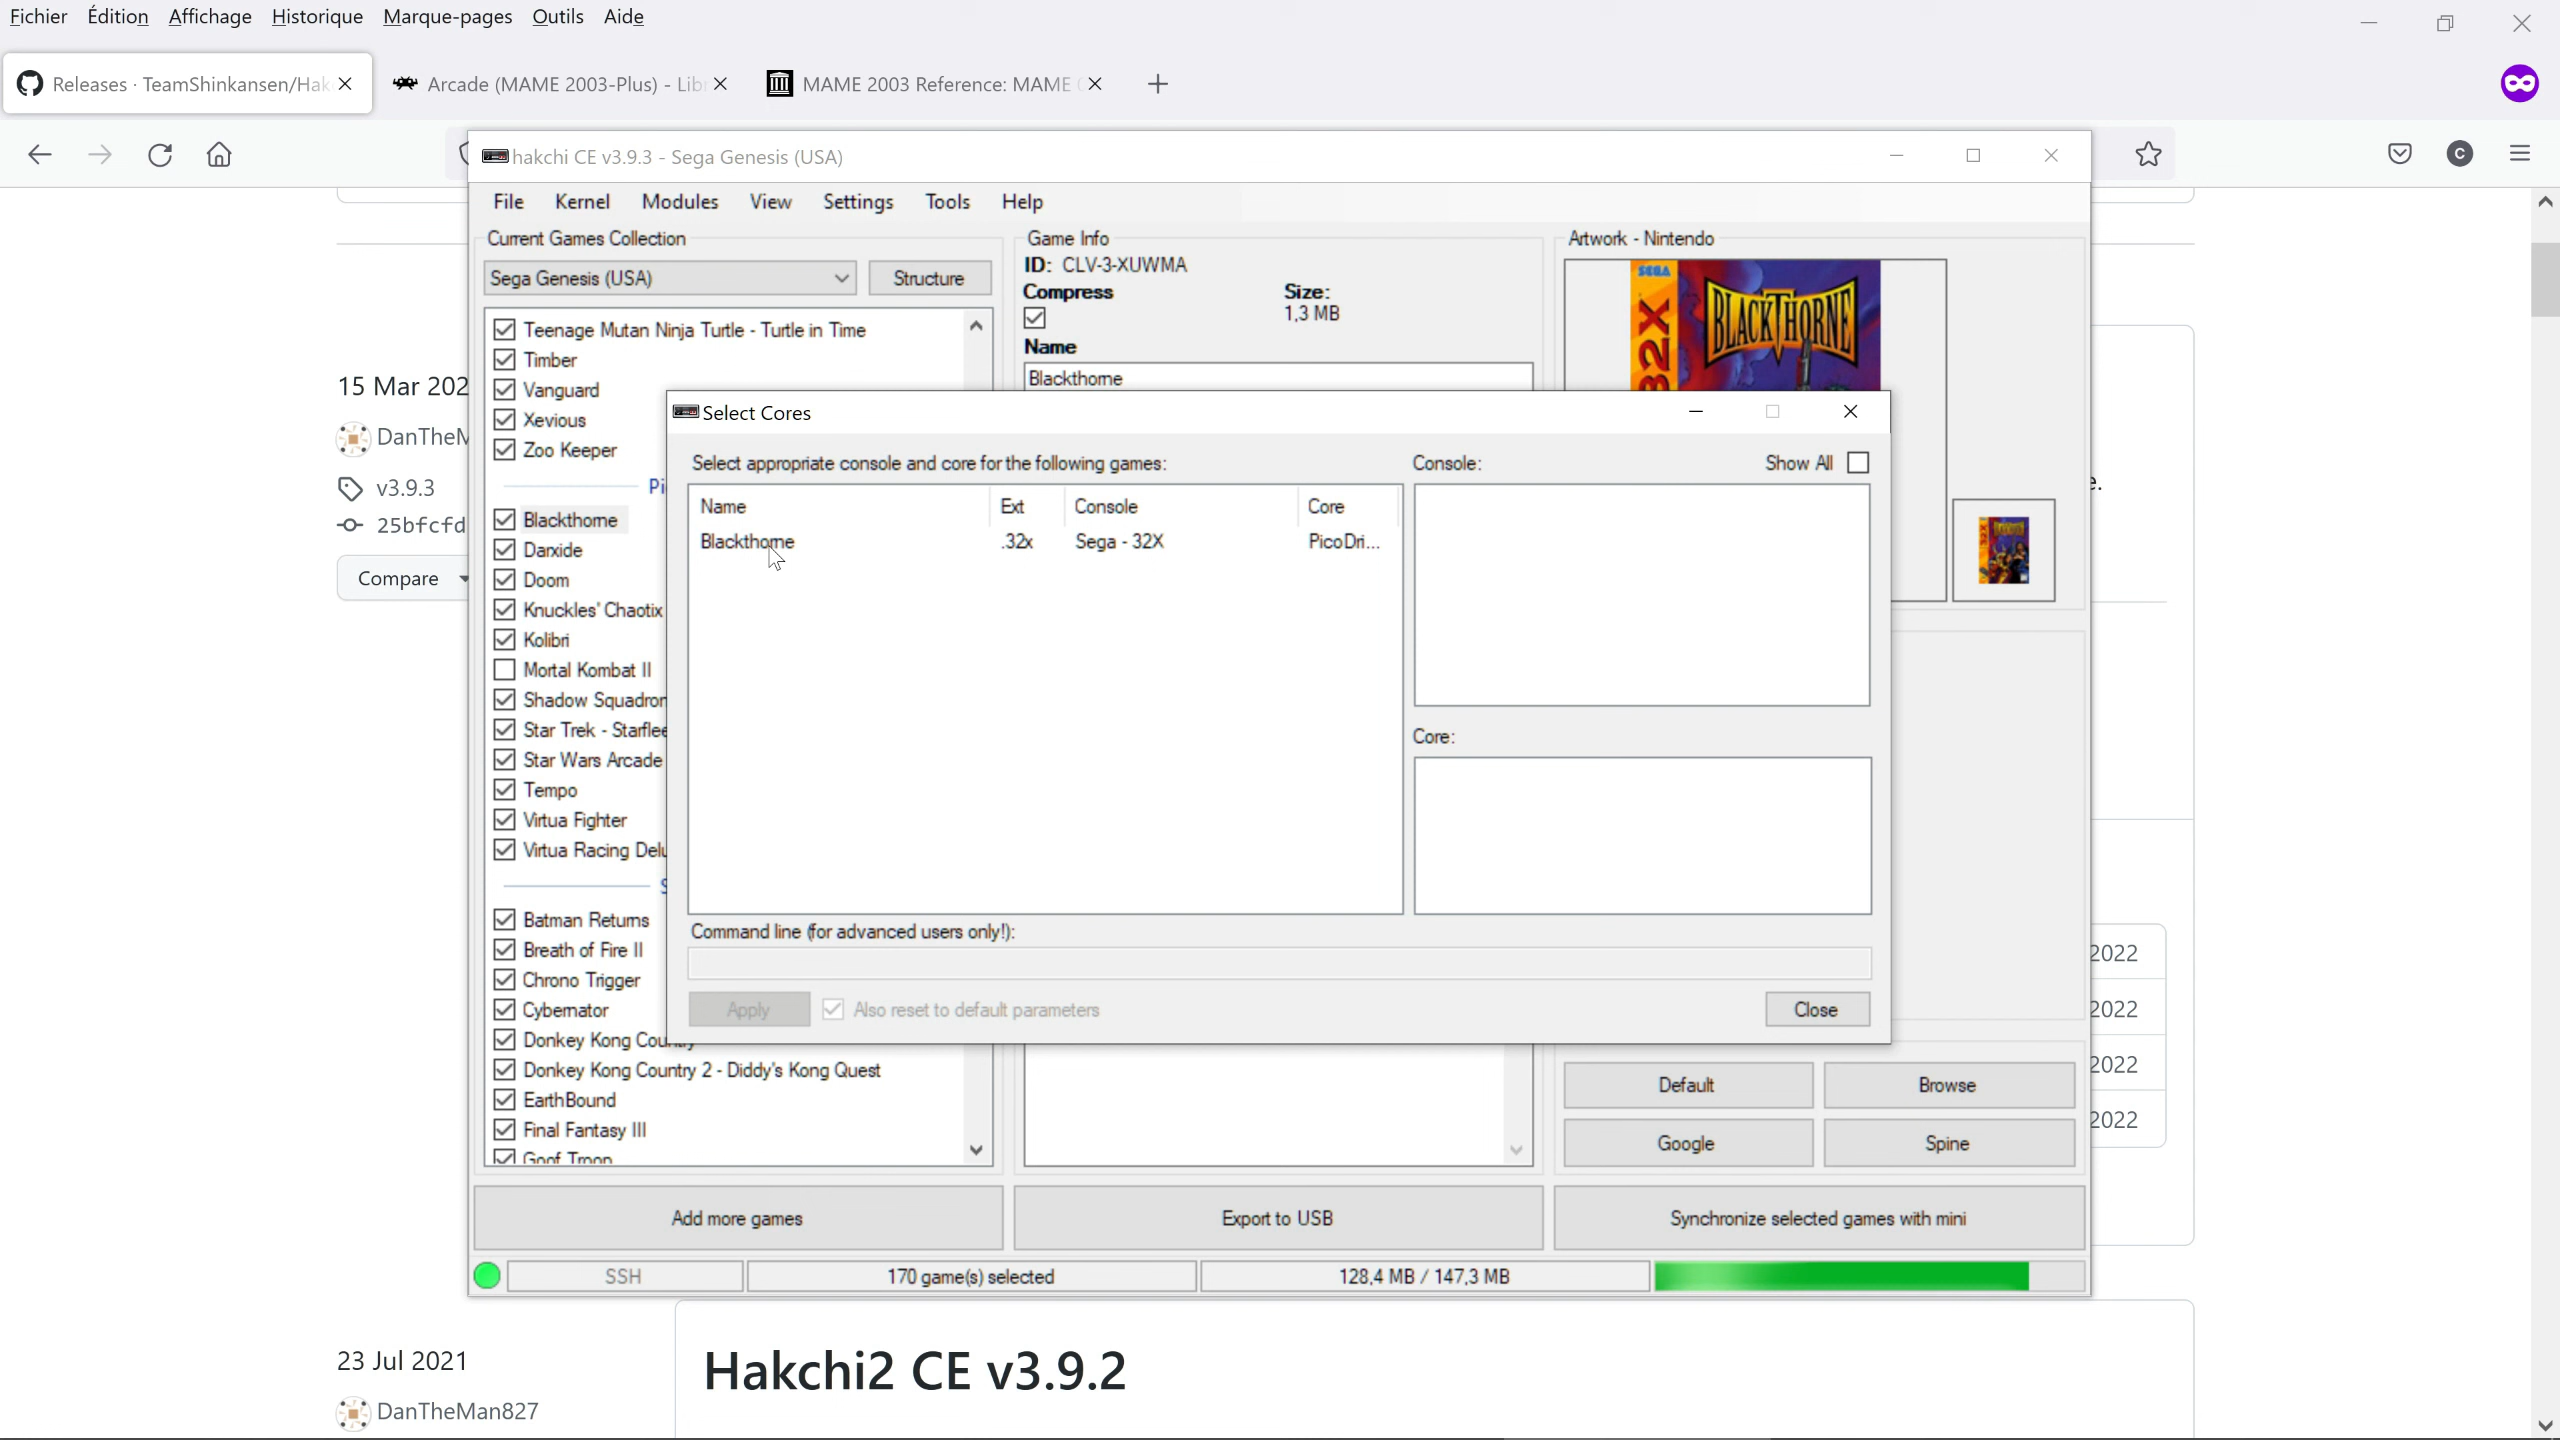 Fichier Édition Affichage Historique Marque-pages Outils Aide
Releases · TeamShinkansen/Hak
Arcade (MAME 2003-Plus) - Lib
MAME 2003 Reference: MAME
C
hakchi CE v3.9.3 - Sega Genesis (USA)
File Kernel Modules View Settings Tools Help
Current Games Collection
Sega Genesis (USA) Structure
Teenage Mutan Ninja Turtle - Turtle in Time
Timber
Vanguard
Xevious
Zoo Keeper
Pi
Blackthorne
Darxide
Doom
Knuckles' Chaotix
Kolibri
Mortal Kombat II
Shadow Squadron
Star Trek - Starflee
Star Wars Arcade
Tempo
Virtua Fighter
Virtua Racing Delu
S
Batman Returns
Breath of Fire II
Chrono Trigger
Cybernator
Donkey Kong Country
Donkey Kong Country 2 - Diddy's Kong Quest
EarthBound
Final Fantasy III
Goof Troop
Game Info
ID: CLV-3-XUWMA
Compress Size:
1,3 MB
Name
Blackthorne
Artwork - Nintendo
SEGA
32X
BLACKTHORNE
Select Cores
Select appropriate console and core for the following games:
Name Ext Console Core
Blackthorne .32x Sega - 32X PicoDri...
Console: Show All
Core:
Command line (for advanced users only!):
Apply Also reset to default parameters Close
Default Browse
Google Spine
Add more games Export to USB Synchronize selected games with mini
SSH 170 game(s) selected 128,4 MB / 147,3 MB
15 Mar 202
DanTheM
v3.9.3
25bfcfd
Compare
e.
2022
2022
2022
2022
23 Jul 2021
DanTheMan827
Hakchi2 CE v3.9.2